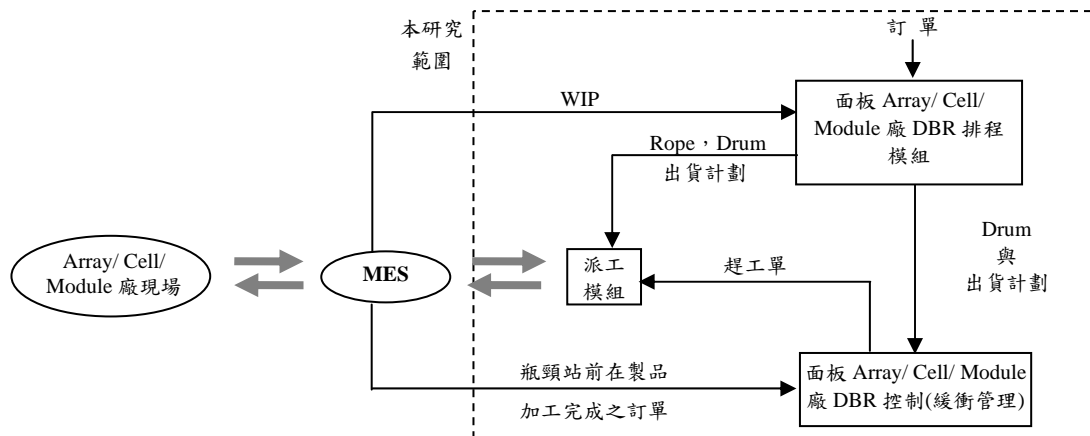 本研究
範圍
訂 單
WIP
面板 Array/ Cell/
Module 廠 DBR 排程
模組
Rope，Drum
出貨計劃
Drum
與
出貨計劃
Array/ Cell/
Module 廠現場
MES
派工
模組
趕工單
瓶頸站前在製品
加工完成之訂單
面板 Array/ Cell/ Module
廠 DBR 控制(緩衝管理)